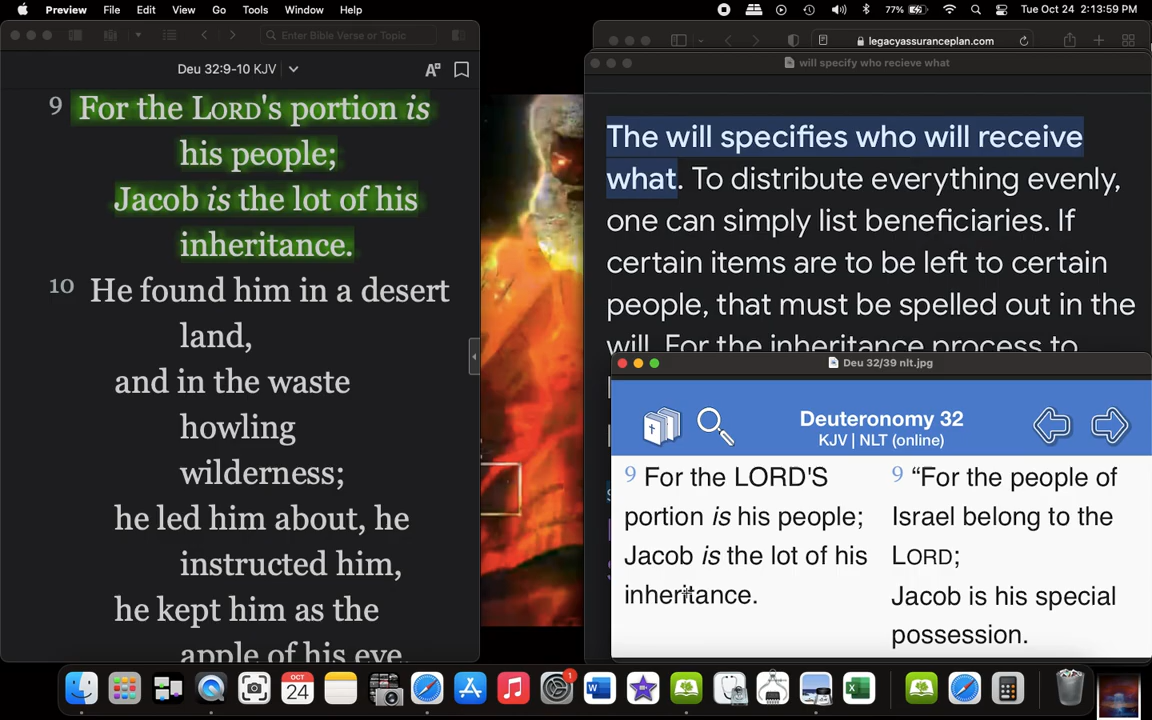 Preview File Edit View Go Tools Window Help
77% Tue Oct 24 2:13:59 PM
Enter Bible Verse or Topic
Deu 32:9-10 KJV
9 For the LORD's portion is
his people;
Jacob is the lot of his
inheritance.
10 He found him in a desert
land,
and in the waste
howling
wilderness;
he led him about, he
instructed him,
he kept him as the
apple of his eye.
legacyassuranceplan.com
will specify who recieve what
The will specifies who will receive
what. To distribute everything evenly,
one can simply list beneficiaries. If
certain items are to be left to certain
people, that must be spelled out in the
will. For the inheritance process to
Deu 32/39 nlt.jpg
Deuteronomy 32
KJV | NLT (online)
9 For the LORD'S
portion is his people;
Jacob is the lot of his
inheritance.
9 “For the people of
Israel belong to the
LORD;
Jacob is his special
possession.
OCT
24
1